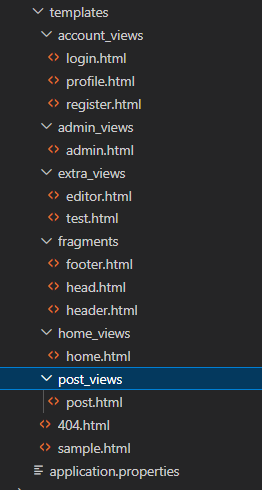 templates
account_views
login.html
profile.html
register.html
admin_views
admin.html
extra_views
editor.html
test.html
fragments
footer.html
head.html
header.html
home_views
home.html
post_views
post.html
404.html
sample.html
application.properties